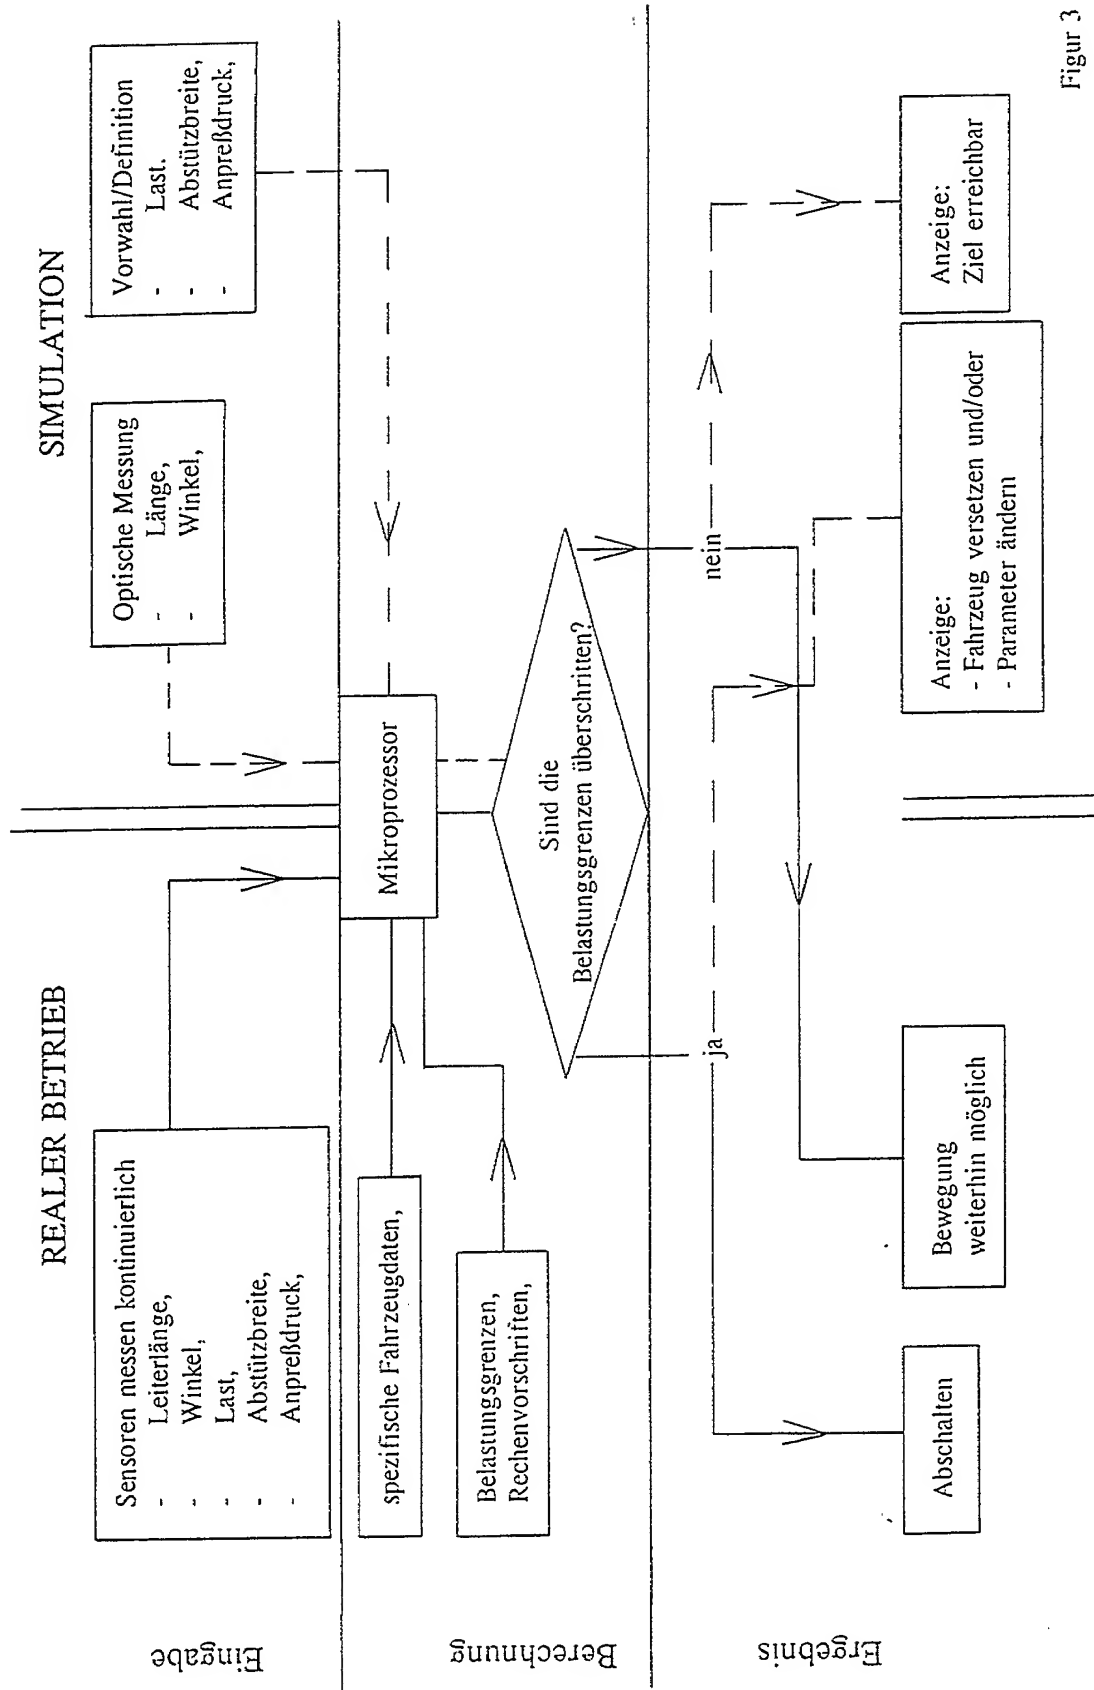 REALER BETRIEB
SIMULATION
Eingabe
Sensoren messen kontinuierlich
- Leiterlänge,
- Winkel,
- Last,
- Abstützbreite,
- Anpreßdruck,
Optische Messung
- Länge,
- Winkel,
Vorwahl/Definition
- Last.
- Abstützbreite,
- Anpreßdruck,
Berechnung
spezifische Fahrzeugdaten,
Belastungsgrenzen,
Rechenvorschriften,
Mikroprozessor
Sind die
Belastungsgrenzen überschritten?
ja
nein
Ergebnis
Abschalten
Bewegung
weiterhin möglich
Anzeige:
- Fahrzeug versetzen und/oder
- Parameter ändern
Anzeige:
Ziel erreichbar
Figur 3